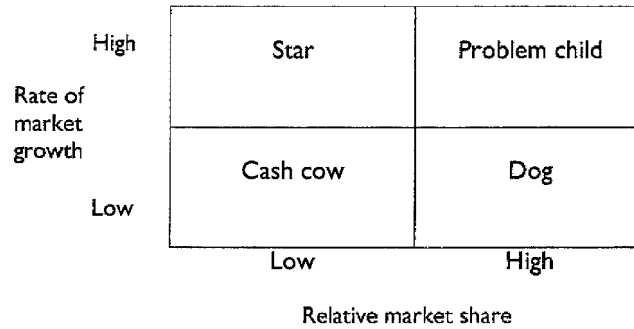 High
Star
Problem child
Rate of
market
growth
Cash cow
Dog
Low
Low
High
Relative market share